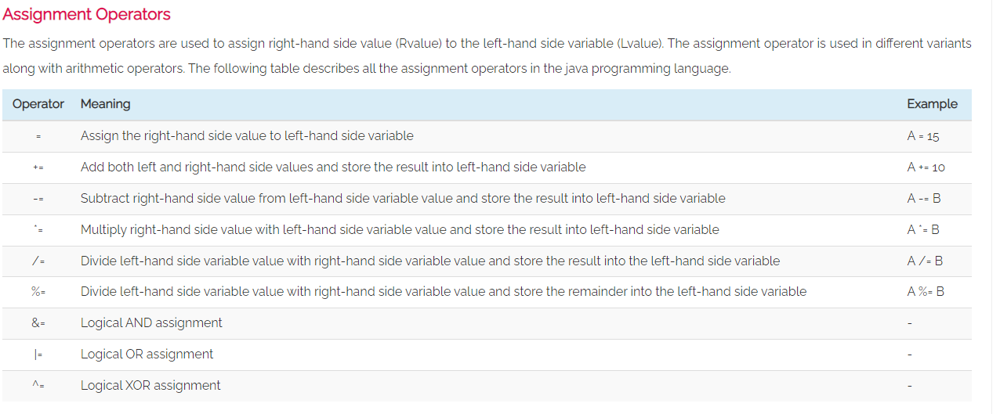 Assignment Operators
The assignment operators are used to assign right-hand side value (Rvalue) to the left-hand side variable (Lvalue). The assignment operator is used in different variants
along with arithmetic operators. The following table describes all the assignment operators in the java programming language.
Operator Meaning Example
= Assign the right-hand side value to left-hand side variable A = 15
+= Add both left and right-hand side values and store the result into left-hand side variable A += 10
-= Subtract right-hand side value from left-hand side variable value and store the result into left-hand side variable A -= B
*= Multiply right-hand side value with left-hand side variable value and store the result into left-hand side variable A *= B
/= Divide left-hand side variable value with right-hand side variable value and store the result into the left-hand side variable A /= B
%= Divide left-hand side variable value with right-hand side variable value and store the remainder into the left-hand side variable A %= B
&= Logical AND assignment -
|= Logical OR assignment -
^= Logical XOR assignment -